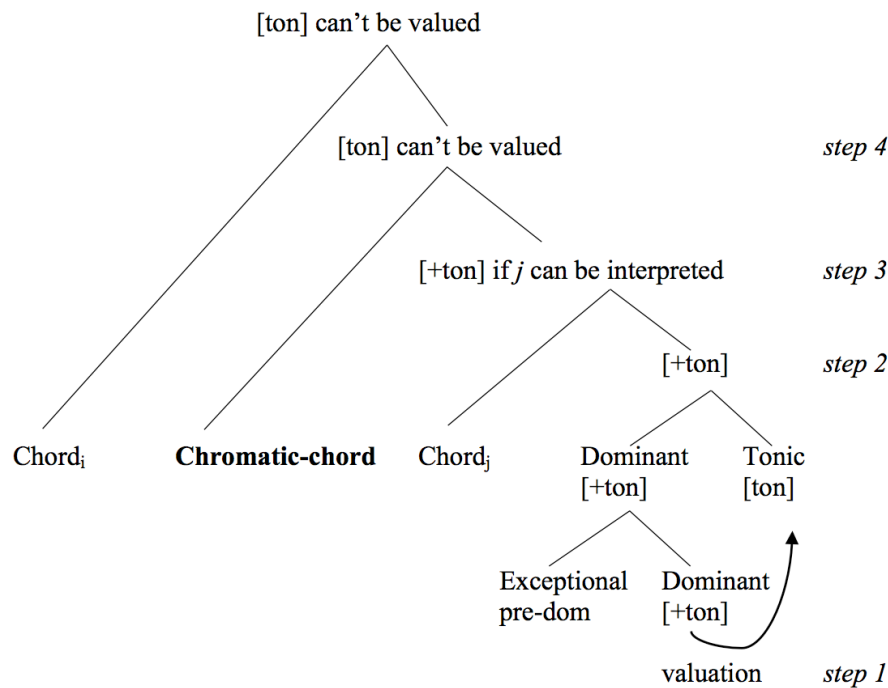 [ton] can’t be valued
[ton] can’t be valued step 4
[+ton] if j can be interpreted step 3
[+ton] step 2
Chordi Chromatic-chord Chordj Dominant Tonic
[+ton] [ton]
Exceptional Dominant
pre-dom [+ton]
valuation step 1